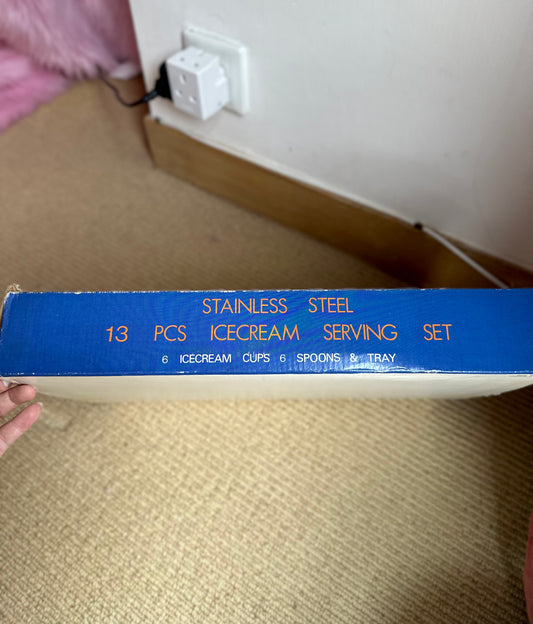 STAINLESS STEEL
13 PCS ICECREAM SERVING SET
6 ICECREAM CUPS 6 SPOONS & TRAY